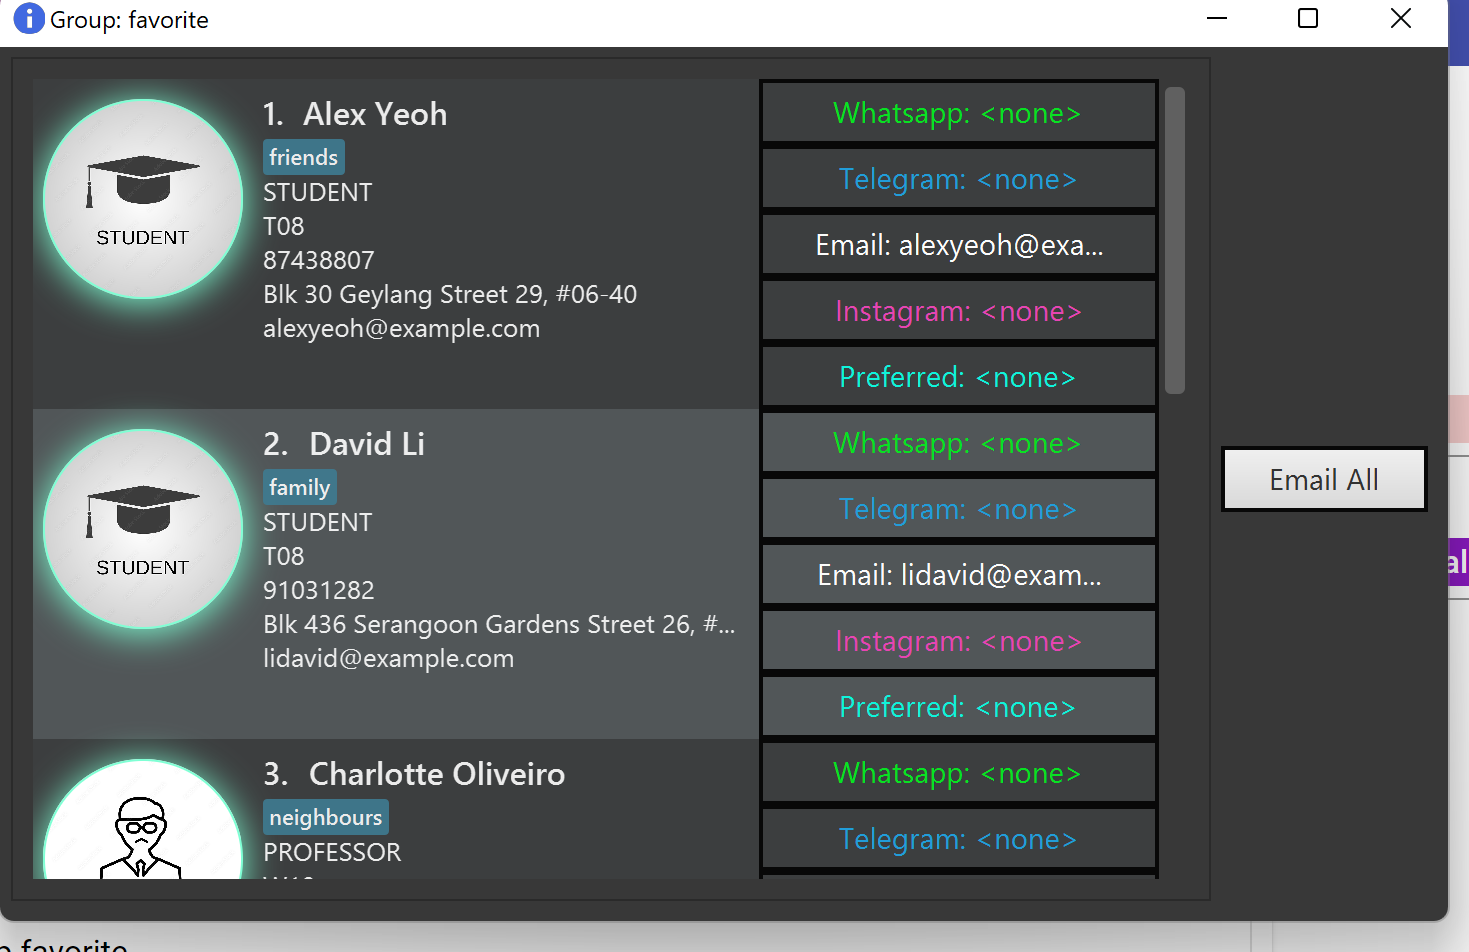 Group: favorite
STUDENT
1. Alex Yeoh
friends
STUDENT
T08
87438807
Blk 30 Geylang Street 29, #06-40
alexyeoh@example.com
Whatsapp: <none>
Telegram: <none>
Email: alexyeoh@exa...
Instagram: <none>
Preferred: <none>
STUDENT
2. David Li
family
STUDENT
T08
91031282
Blk 436 Serangoon Gardens Street 26, #...
lidavid@example.com
Whatsapp: <none>
Telegram: <none>
Email: lidavid@exam...
Instagram: <none>
Preferred: <none>
3. Charlotte Oliveiro
neighbours
PROFESSOR
Whatsapp: <none>
Telegram: <none>
Email All
al
favorite